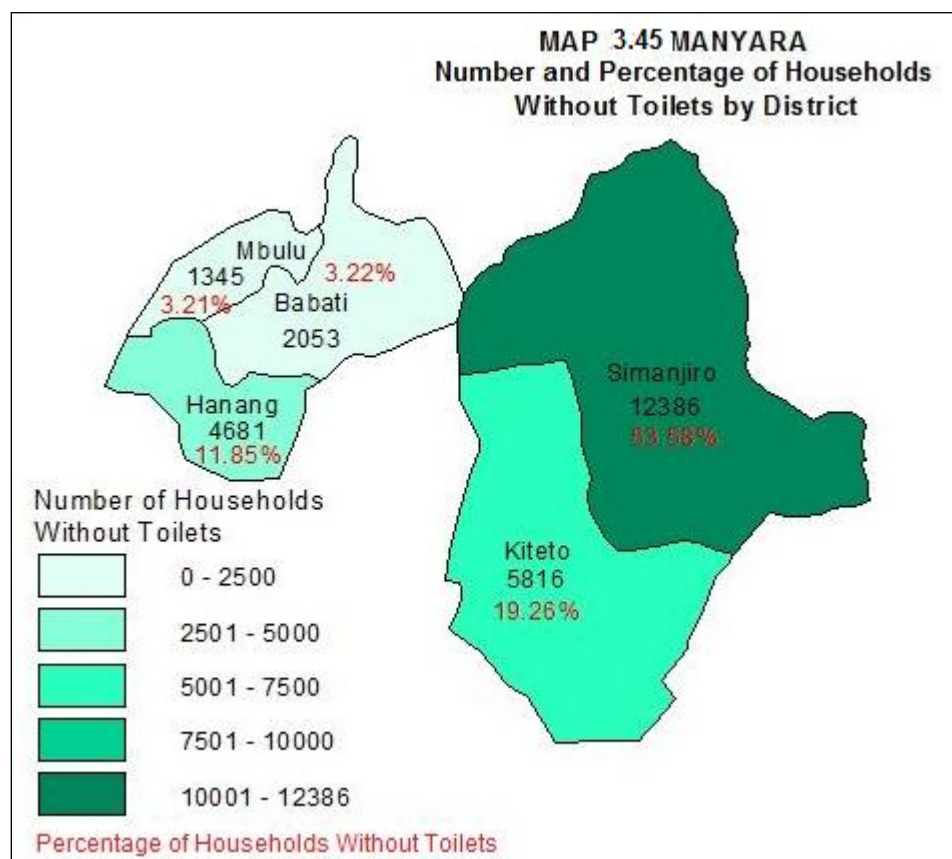 MAP 3.45 MANYARA
Number and Percentage of Households
Without Toilets by District
Mbulu
1345
3.21%
3.22%
Babati
2053
Hanang
4681
11.85%
Simanjiro
12386
53.58%
Kiteto
5816
19.26%
Number of Households
Without Toilets
0 - 2500
2501 - 5000
5001 - 7500
7501 - 10000
10001 - 12386
Percentage of Households Without Toilets